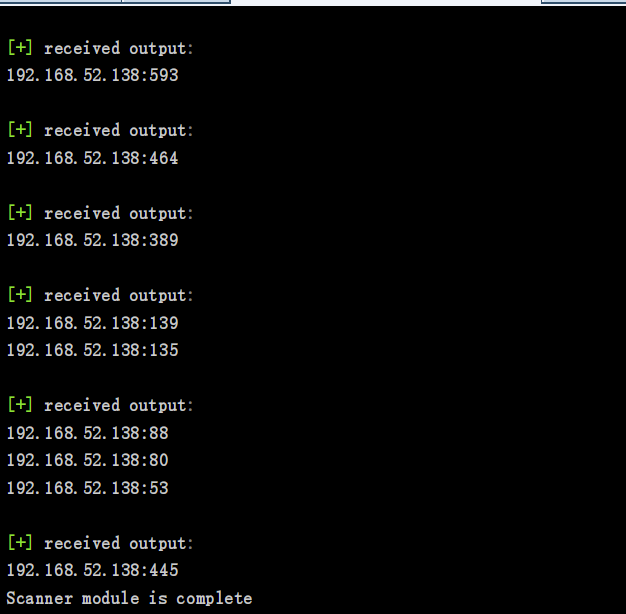 [+] received output:
192.168.52.138:593
[+] received output:
192.168.52.138:464
[+] received output:
192.168.52.138:389
[+] received output:
192.168.52.138:139
192.168.52.138:135
[+] received output:
192.168.52.138:88
192.168.52.138:80
192.168.52.138:53
[+] received output:
192.168.52.138:445
Scanner module is complete